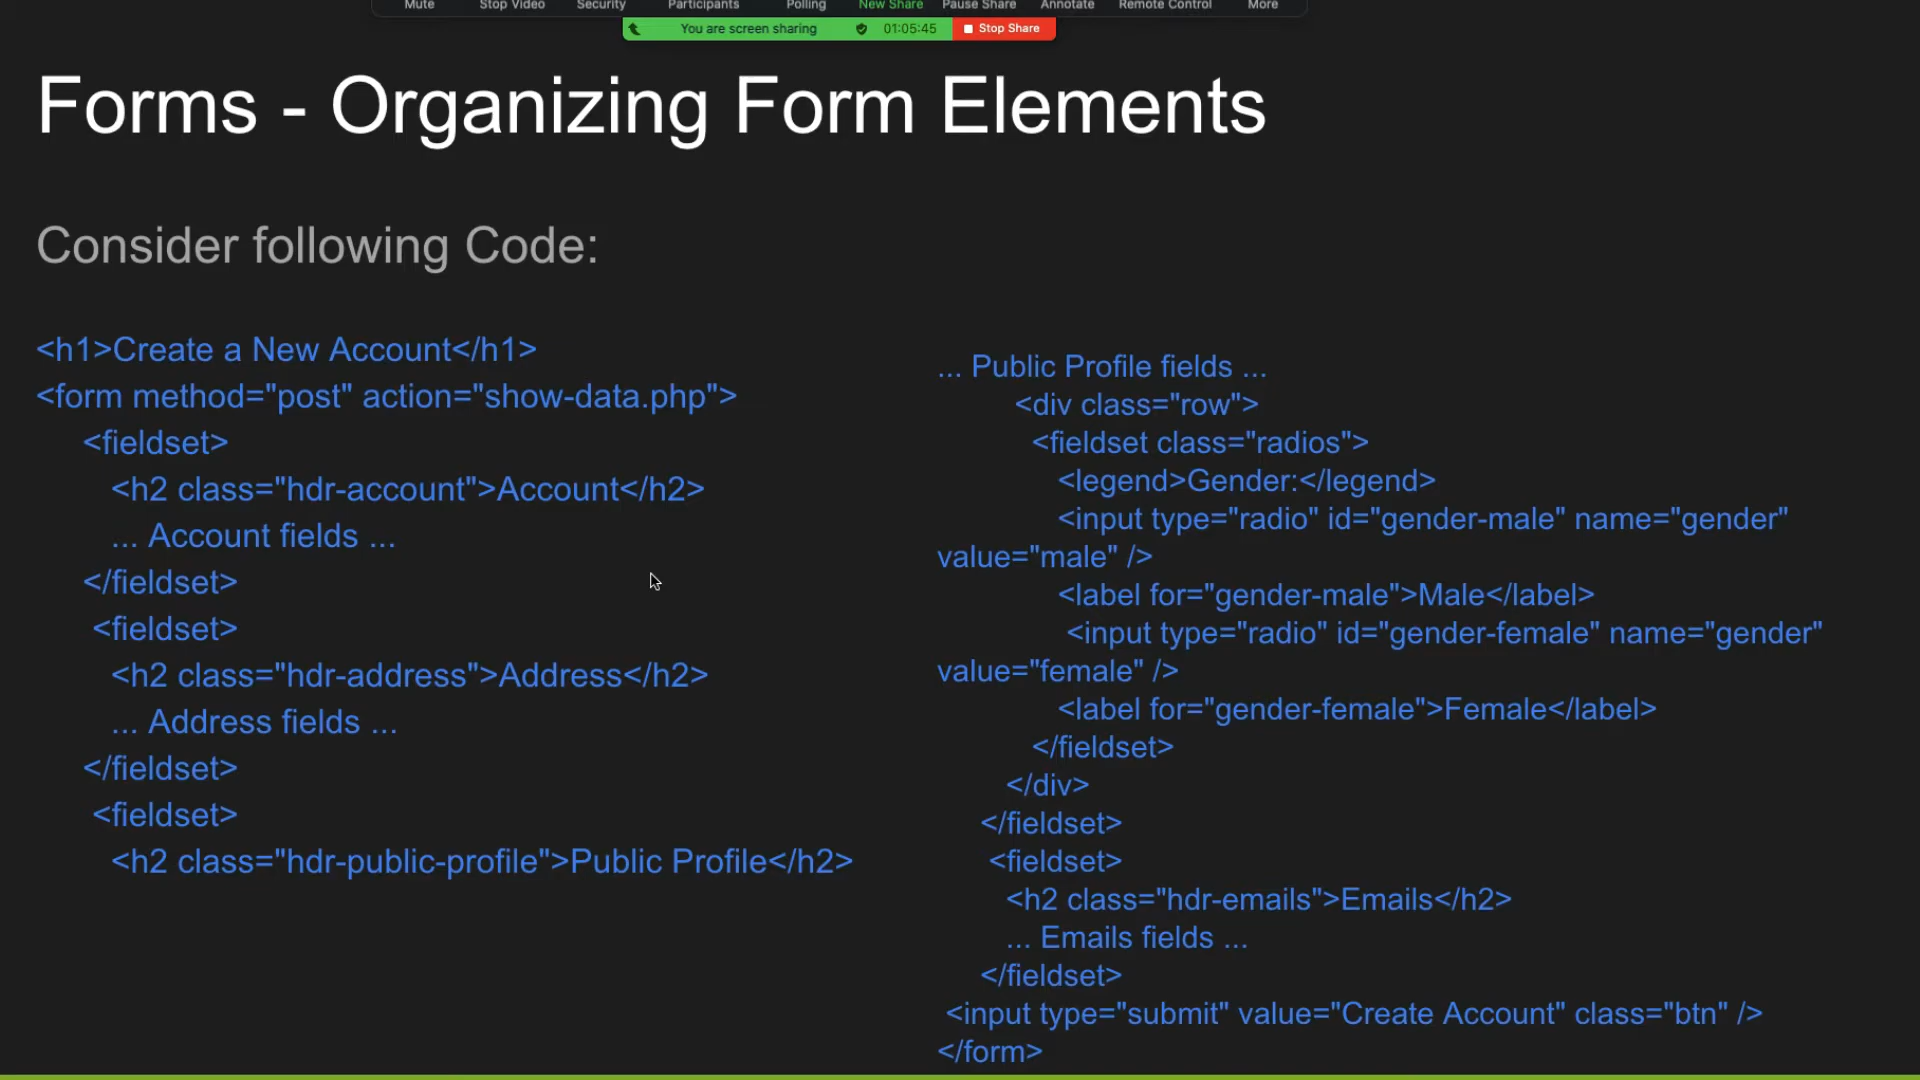 Mute Stop Video Security Participants Polling New Share Pause Share Annotate Remote Control More
You are screen sharing 01:05:45 Stop Share
Forms - Organizing Form Elements
Consider following Code:
<h1>Create a New Account</h1>
<form method="post" action="show-data.php">
<fieldset>
<h2 class="hdr-account">Account</h2>
... Account fields ...
</fieldset>
<fieldset>
<h2 class="hdr-address">Address</h2>
... Address fields ...
</fieldset>
<fieldset>
<h2 class="hdr-public-profile">Public Profile</h2>
... Public Profile fields ...
<div class="row">
<fieldset class="radios">
<legend>Gender:</legend>
<input type="radio" id="gender-male" name="gender"
value="male" />
<label for="gender-male">Male</label>
<input type="radio" id="gender-female" name="gender"
value="female" />
<label for="gender-female">Female</label>
</fieldset>
</div>
</fieldset>
<fieldset>
<h2 class="hdr-emails">Emails</h2>
... Emails fields ...
</fieldset>
<input type="submit" value="Create Account" class="btn" />
</form>